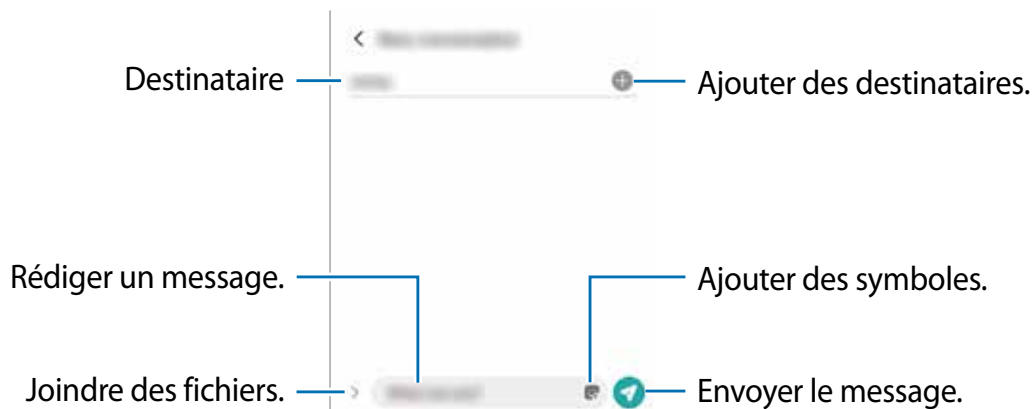 Destinataire
Ajouter des destinataires.
Rédiger un message.
Ajouter des symboles.
Joindre des fichiers.
Envoyer le message.